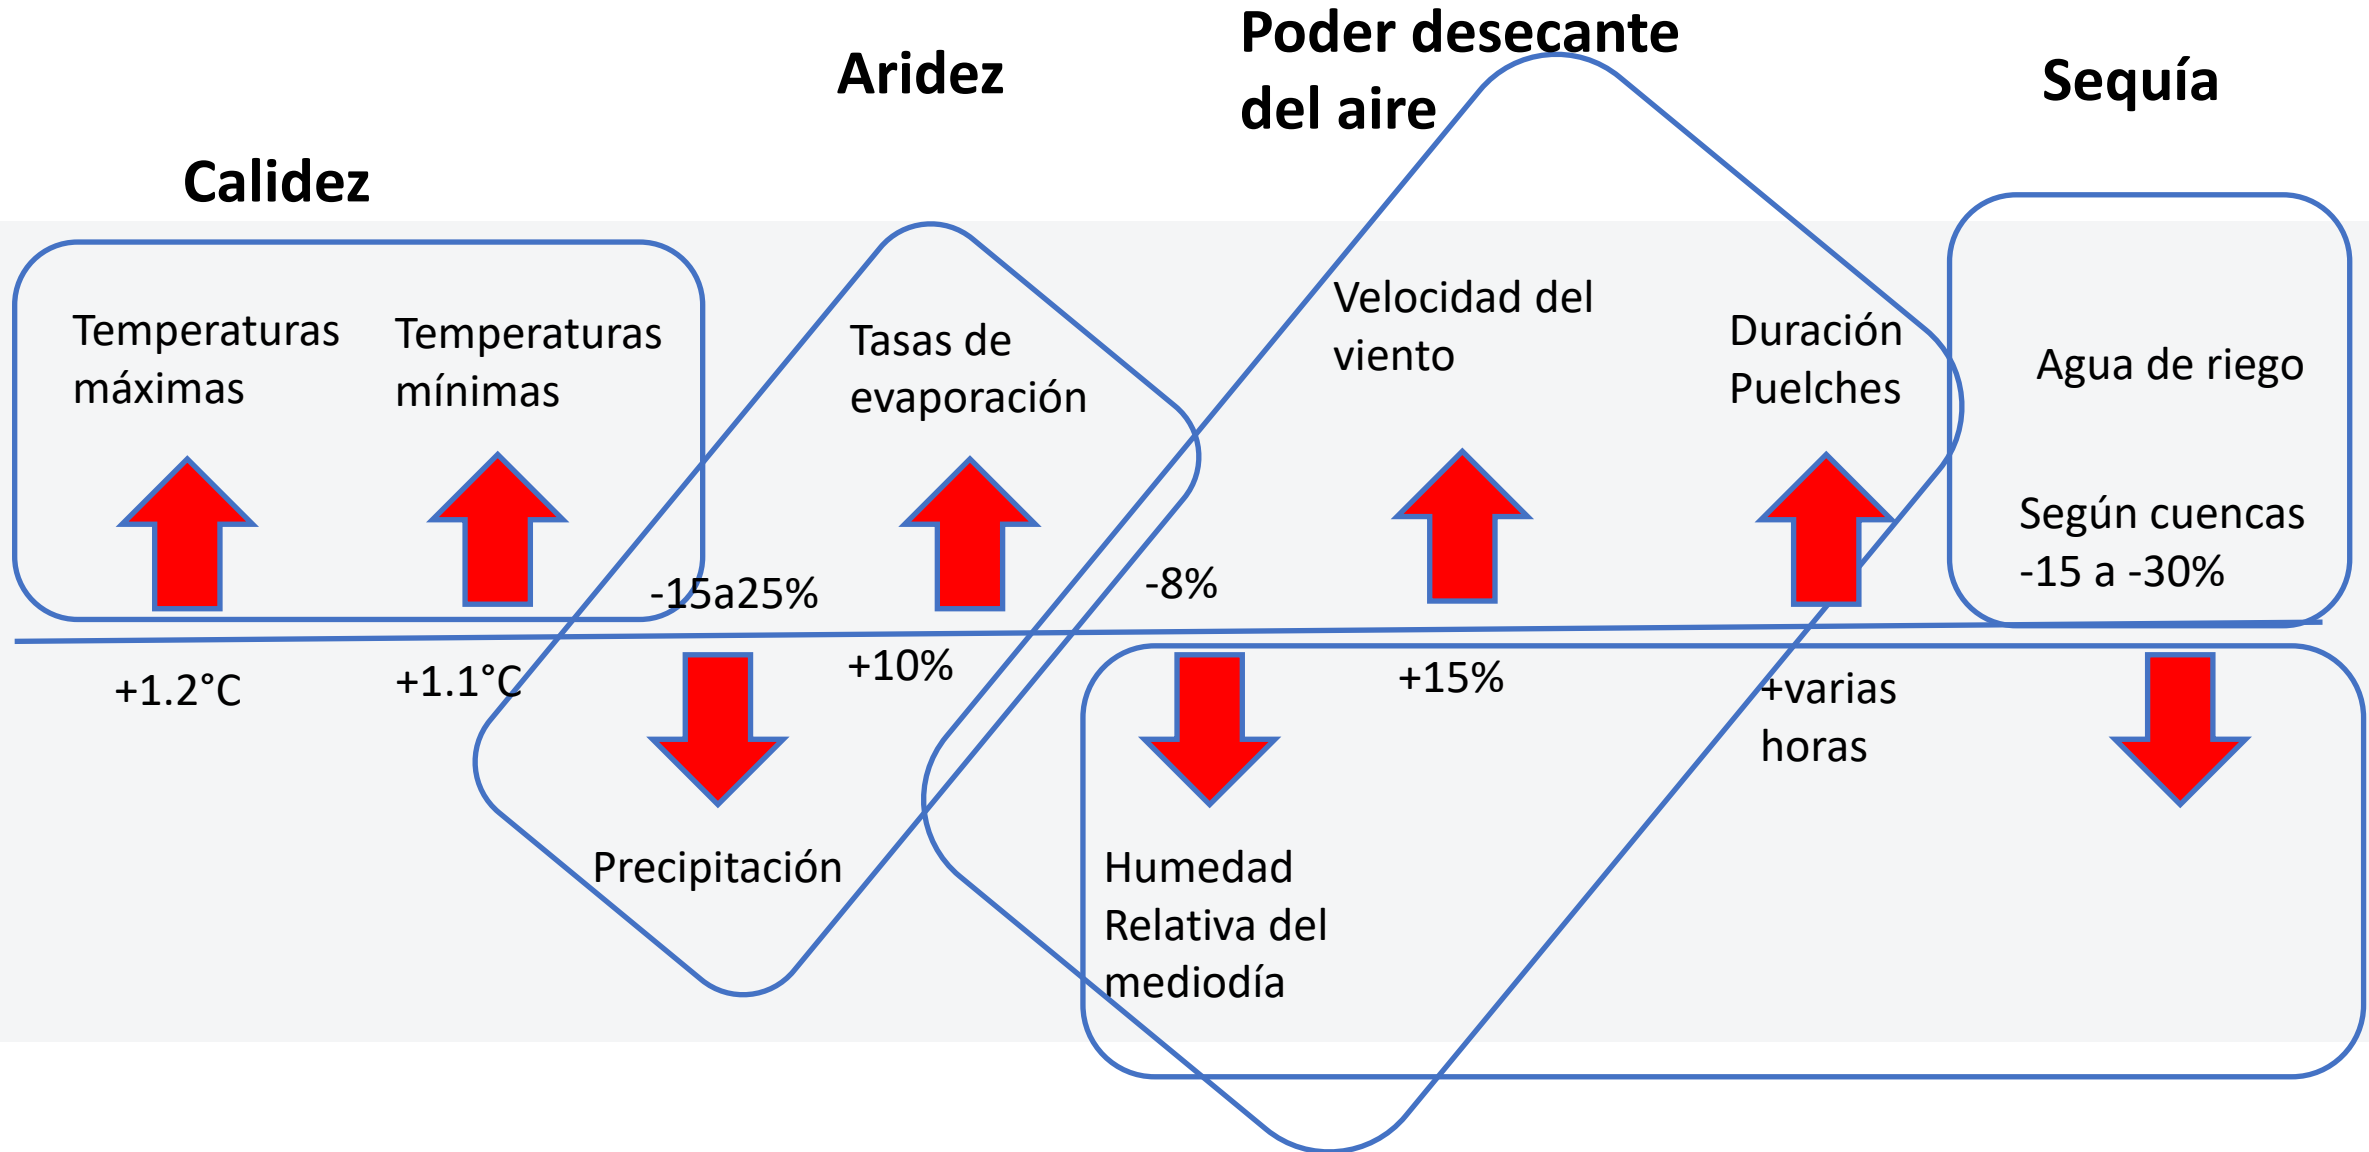 Poder desecante
del aire
Aridez
Sequía
Calidez
Temperaturas
máximas
Temperaturas
mínimas
Tasas de
evaporación
Velocidad del
viento
Duración
Puelches
Agua de riego
Según cuencas
-15 a -30%
-15a25%
-8%
+1.2°C
+1.1°C
+10%
+15%
+varias
horas
Precipitación
Humedad
Relativa del
mediodía